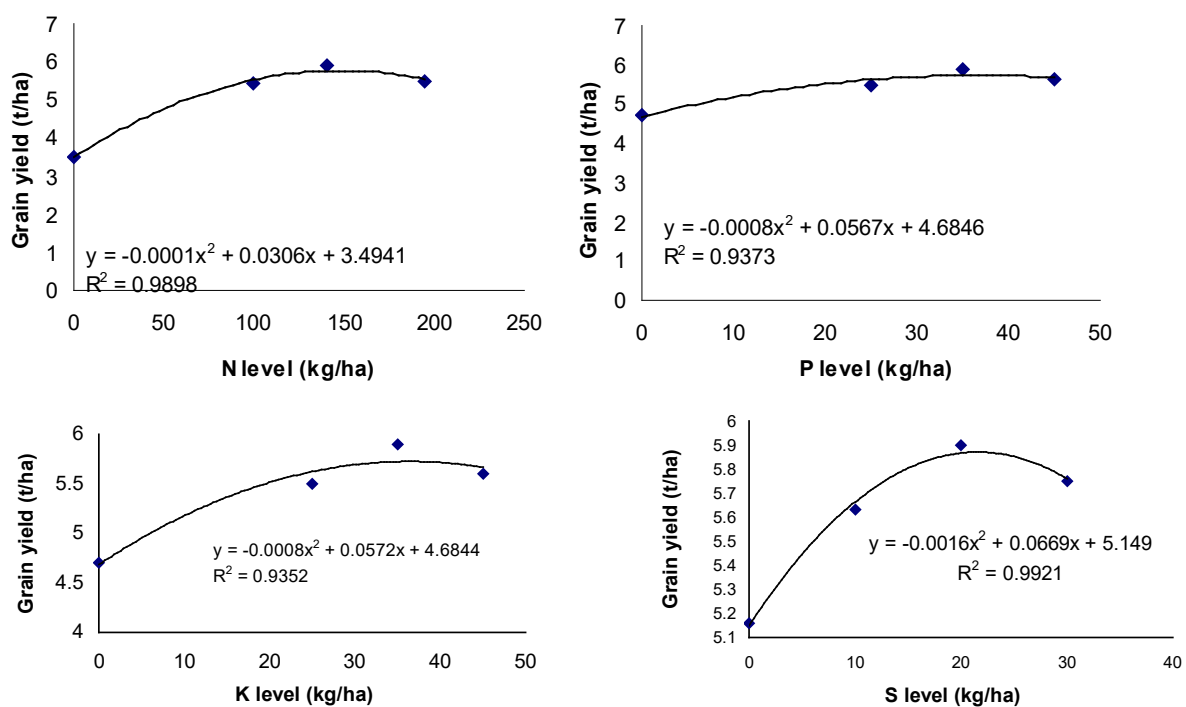 7
6
5
4
3
2
1
0
Grain yield (t/ha)
y = -0.0001x² + 0.0306x + 3.4941
R² = 0.9898
0 50 100 150 200 250
N level (kg/ha)
7
6
5
4
3
2
1
0
Grain yield (t/ha)
y = -0.0008x² + 0.0567x + 4.6846
R² = 0.9373
0 10 20 30 40 50
P level (kg/ha)
6
5.5
5
4.5
4
Grain yield (t/ha)
y = -0.0008x² + 0.0572x + 4.6844
R² = 0.9352
0 10 20 30 40 50
K level (kg/ha)
6
5.9
5.8
5.7
5.6
5.5
5.4
5.3
5.2
5.1
Grain yield (t/ha)
y = -0.0016x² + 0.0669x + 5.149
R² = 0.9921
0 10 20 30 40
S level (kg/ha)